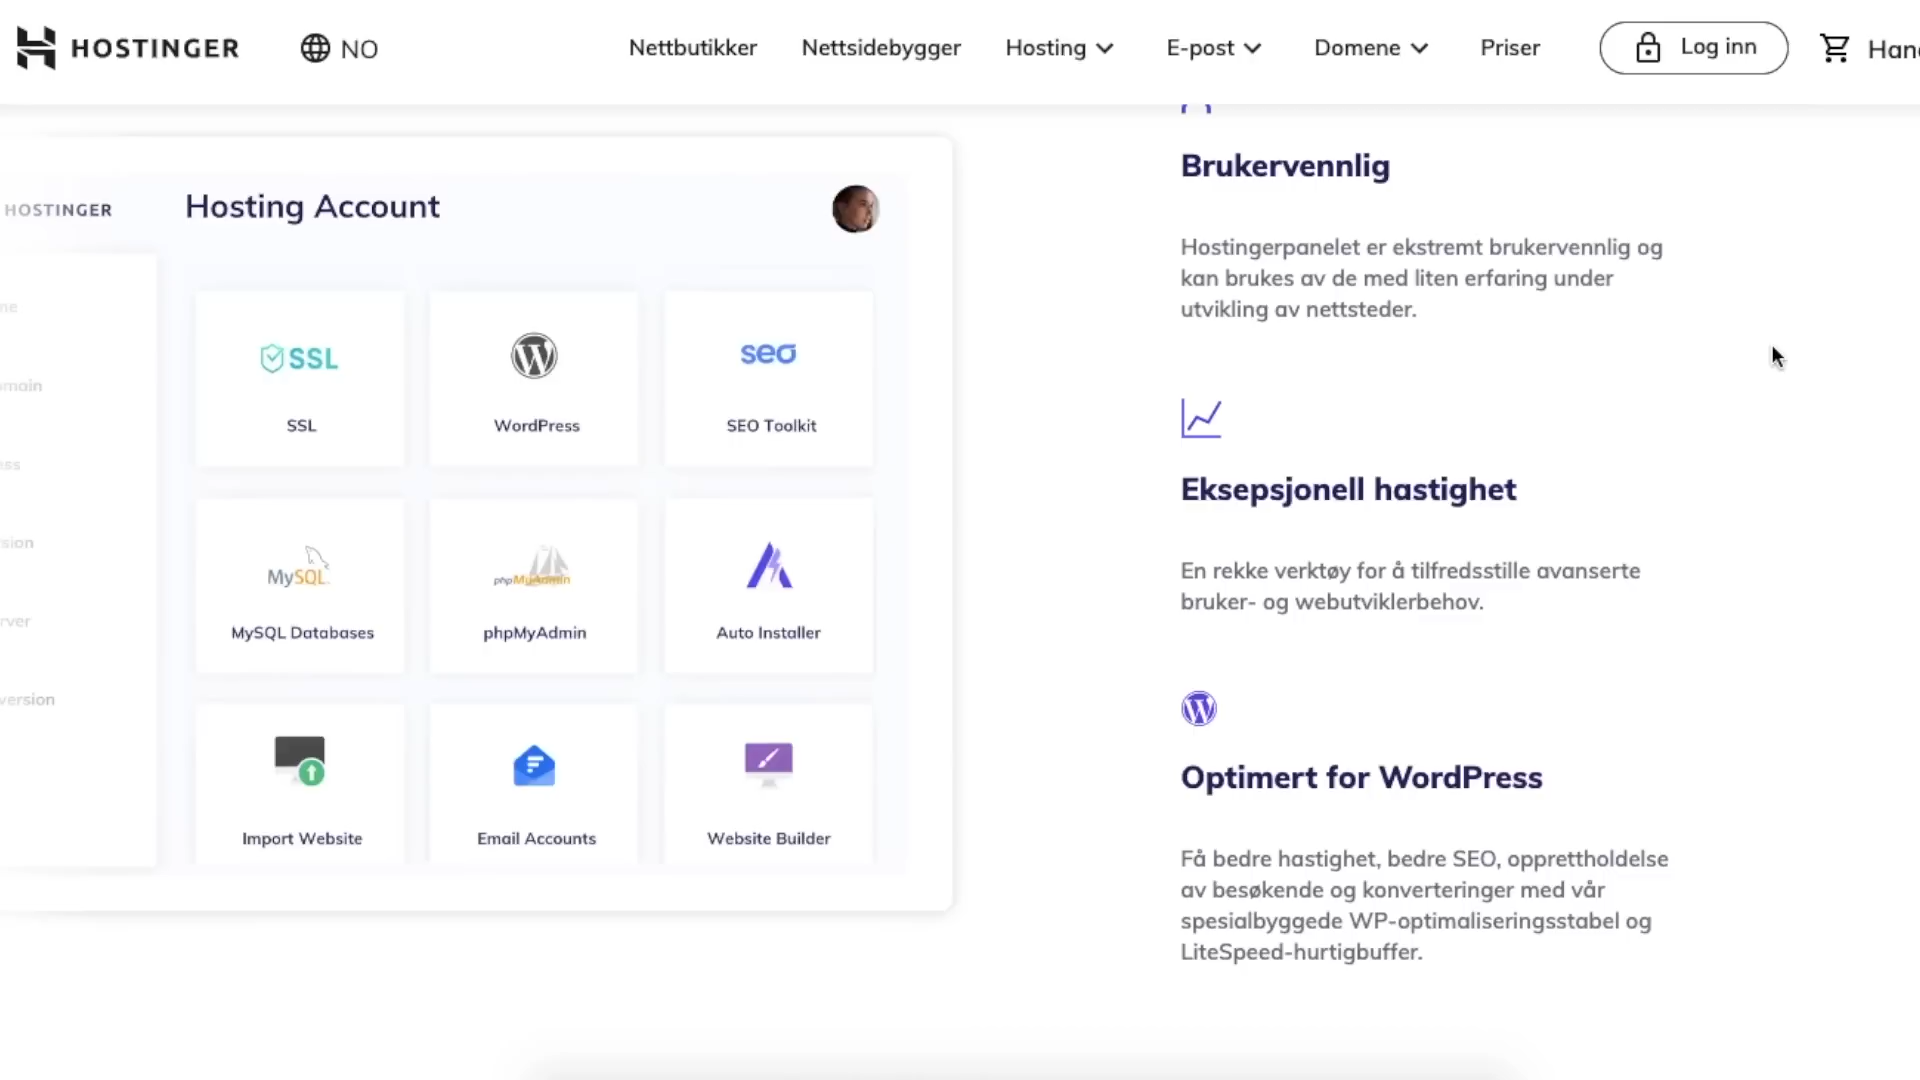 HOSTINGER
NO
Nettbutikker
Nettsidebygger
Hosting
E-post
Domene
Priser
Log inn
HOSTINGER
Hosting Account
SSL
SSL
WordPress
seo
SEO Toolkit
MySQL
MySQL Databases
phpMyAdmin
phpMyAdmin
Auto Installer
Import Website
Email Accounts
Website Builder
Brukervennlig
Hostingerpanelet er ekstremt brukervennlig og
kan brukes av de med liten erfaring under
utvikling av nettsteder.
Eksepsjonell hastighet
En rekke verktøy for å tilfredsstille avanserte
bruker- og webutviklerbehov.
Optimert for WordPress
Få bedre hastighet, bedre SEO, opprettholdelse
av besøkende og konverteringer med vår
spesialbyggede WP-optimaliseringsstabel og
LiteSpeed-hurtigbuffer.